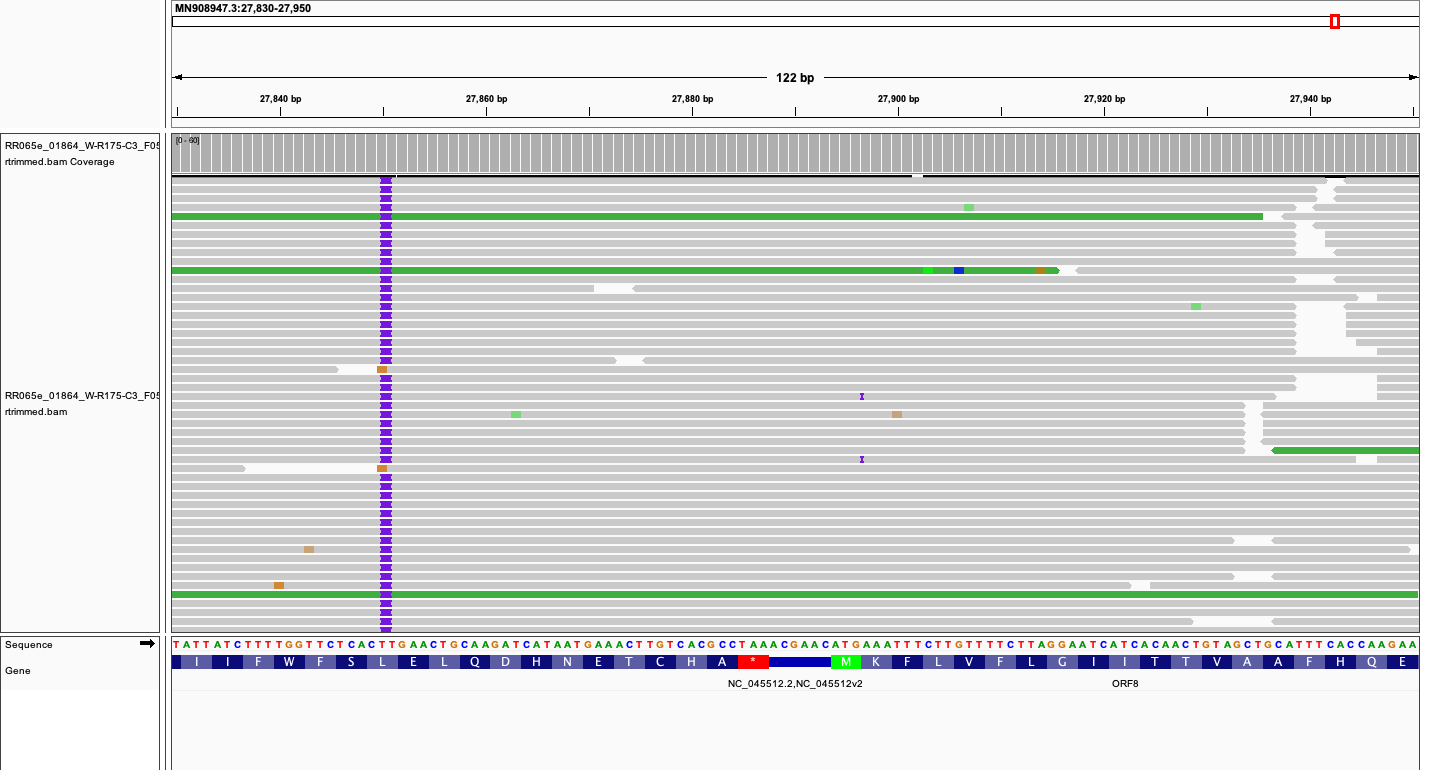 MN908947.3:27,830-27,950
122 bp
27,840 bp 27,860 bp 27,880 bp 27,900 bp 27,920 bp 27,940 bp
[0 - 60]
RR065e_01864_W-R175-C3_F05
rtrimmed.bam Coverage
RR065e_01864_W-R175-C3_F05
rtrimmed.bam
Sequence
TATTATCTTTTGGTTCTCACTTGAACTGCAAGATCATAATGAAACTTGTCACGCCTAAACGAACATGAAATTTCTTGTTTTCTTAGGAATCATCACAACTGTAGCTGCATTTCACCAAGAA
Gene
I I F W F S L E L Q D H N E T C H A * M K F L V F L G I I T T V A A F H Q E
NC_045512.2,NC_045512v2 ORF8